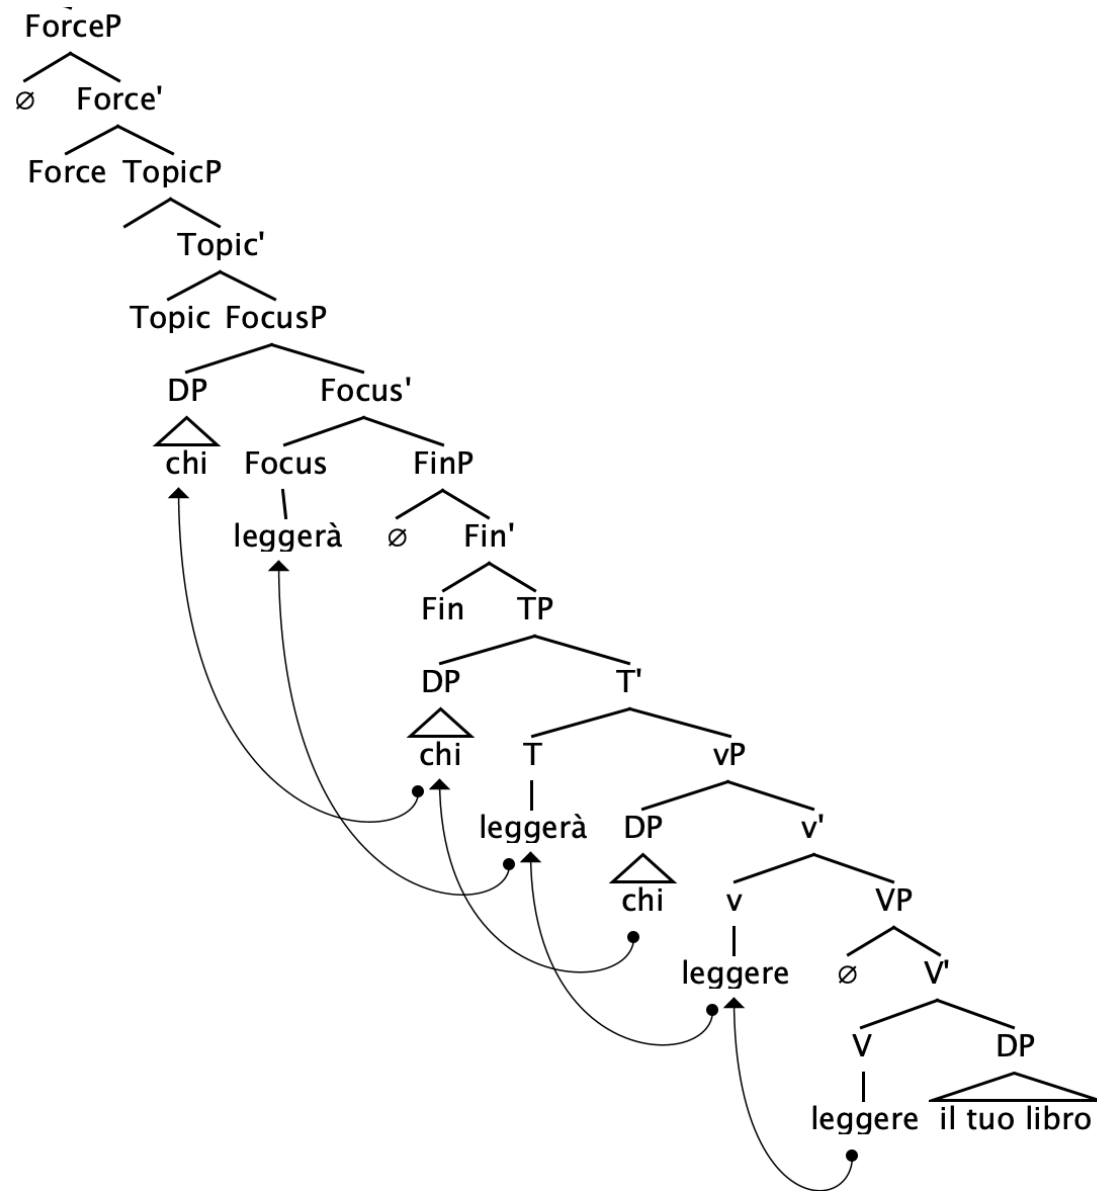 ForceP
∅ Force'
Force TopicP
Topic'
Topic FocusP
DP Focus'
chi Focus FinP
leggerà ∅ Fin'
Fin TP
DP T'
chi T vP
leggerà DP v'
chi v VP
leggere ∅ V'
V DP
leggere il tuo libro